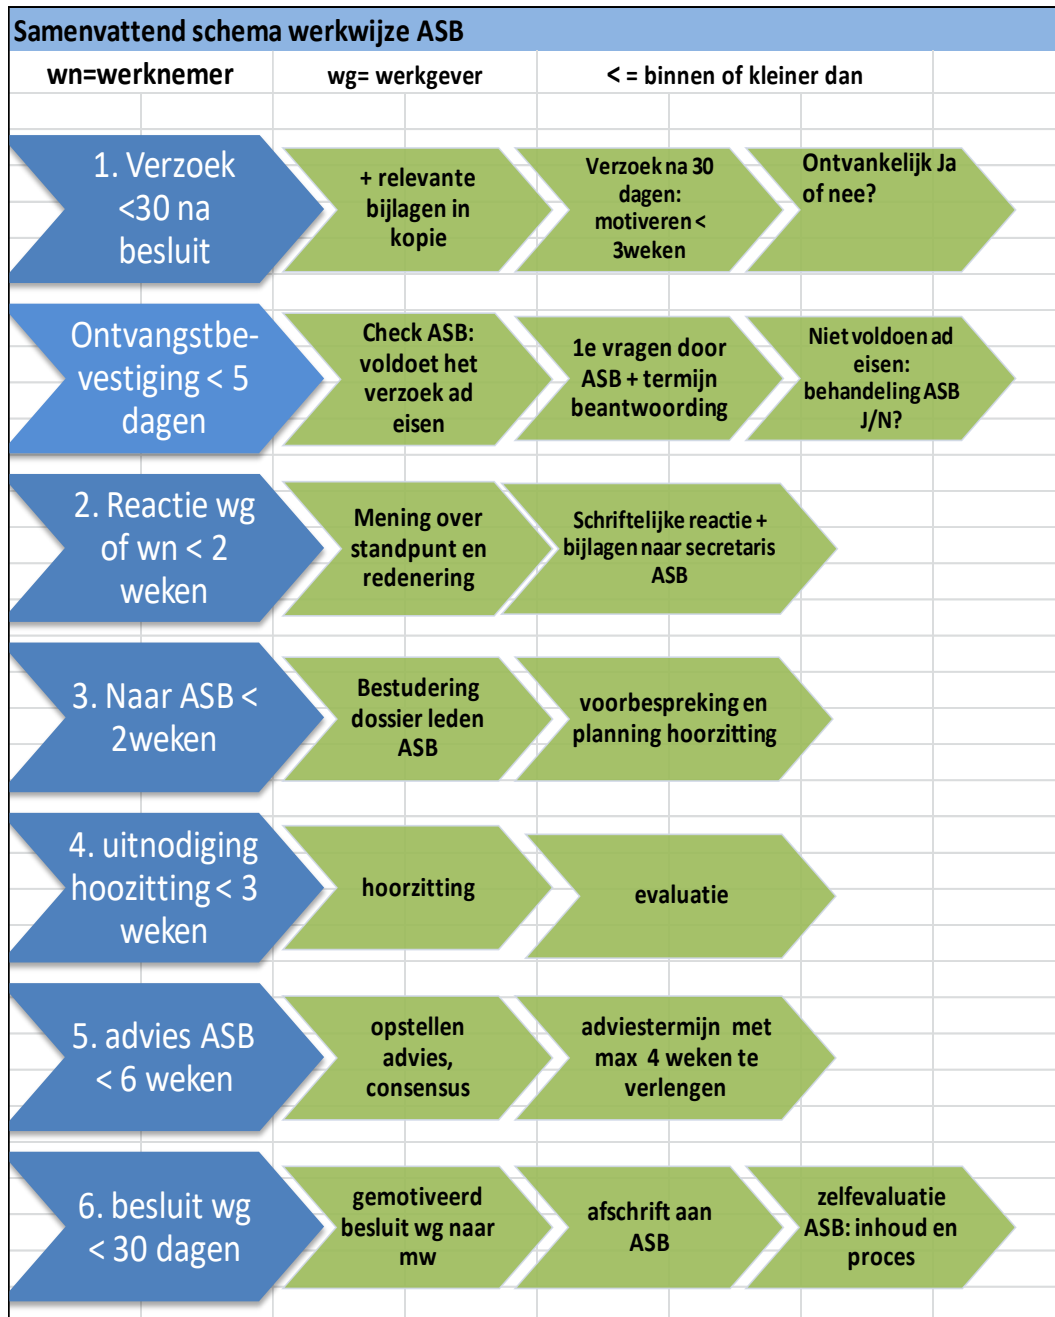 Samenvattend schema werkwijze ASB
wn=werknemer
wg= werkgever
< = binnen of kleiner dan
1. Verzoek
<30 na
besluit
+ relevante
bijlagen in
kopie
Verzoek na 30
dagen:
motiveren <
3weken
Ontvankelijk Ja
of nee?
Ontvangstbe-
vestiging < 5
dagen
Check ASB:
voldoet het
verzoek ad
eisen
1e vragen door
ASB + termijn
beantwoording
Niet voldoen ad
eisen:
behandeling ASB
J/N?
2. Reactie wg
of wn < 2
weken
Mening over
standpunt en
redenering
Schriftelijke reactie +
bijlagen naar secretaris
ASB
3. Naar ASB <
2weken
Bestudering
dossier leden
ASB
voorbespreking en
planning hoorzitting
4. uitnodiging
hoozitting < 3
weken
hoorzitting
evaluatie
5. advies ASB
< 6 weken
opstellen
advies,
consensus
adviestermijn met
max 4 weken te
verlengen
6. besluit wg
< 30 dagen
gemotiveerd
besluit wg naar
mw
afschrift aan
ASB
zelfevaluatie
ASB: inhoud en
proces